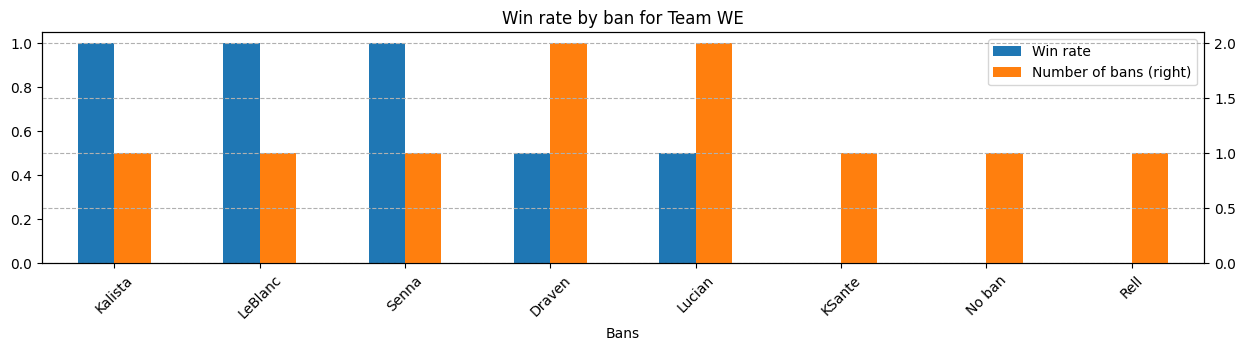 Win rate by ban for Team WE
1.0
0.8
0.6
0.4
0.2
0.0
2.0
1.5
1.0
0.5
0.0
Win rate
Number of bans (right)
Kalista
LeBlanc
Senna
Draven
Lucian
KSante
No ban
Rell
Bans